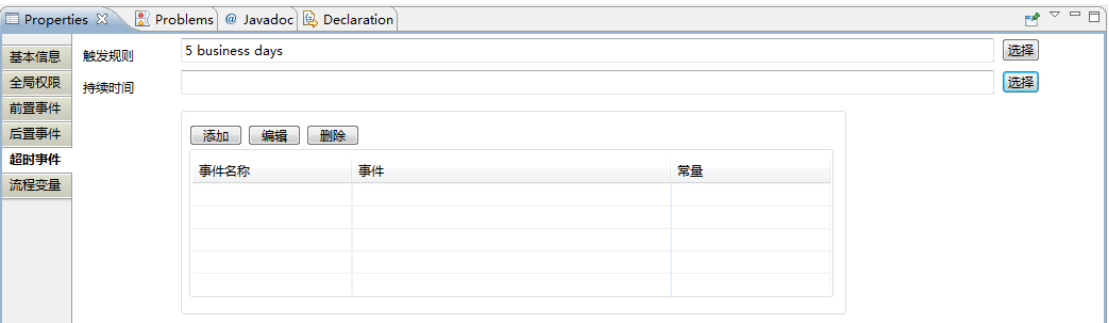 Properties Problems @ Javadoc Declaration
基本信息
全局权限
前置事件
后置事件
超时事件
流程变量
触发规则 5 business days 选择
持续时间 选择
添加 编辑 删除
事件名称 事件 常量